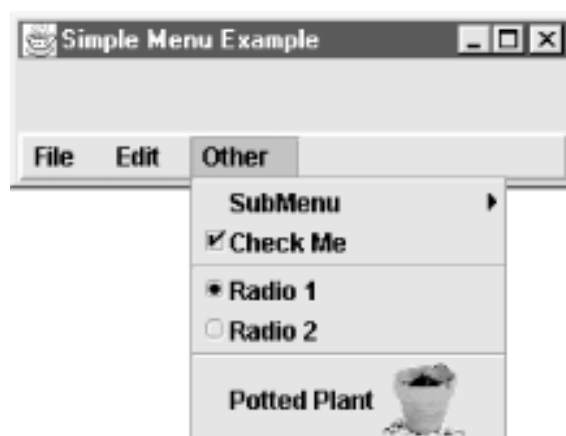 Simple Menu Example
File Edit Other
SubMenu
Check Me
Radio 1
Radio 2
Potted Plant